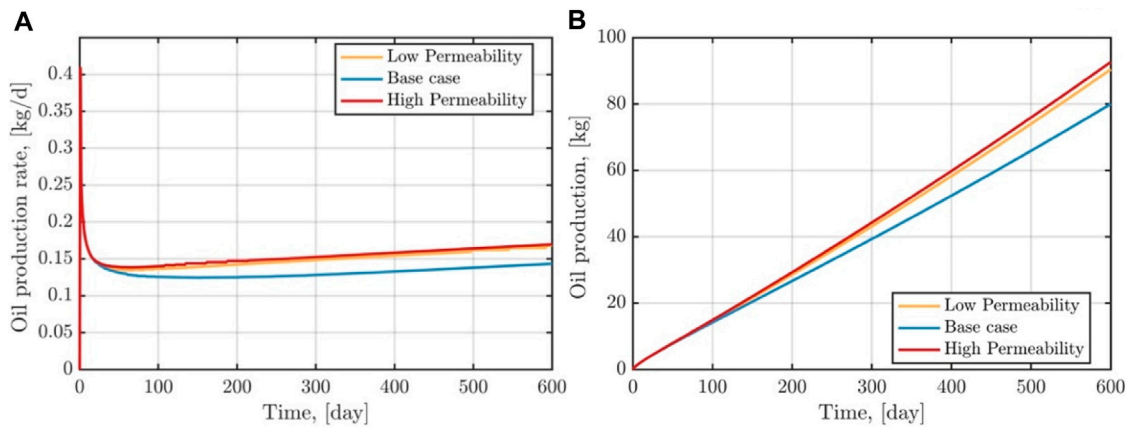 A
Oil production rate, [kg/d]
0.4
0.35
0.3
0.25
0.2
0.15
0.1
0.05
0
Low Permeability
Base case
High Permeability
0 100 200 300 400 500 600
Time, [day]
B
Oil production, [kg]
100
80
60
40
20
0
Low Permeability
Base case
High Permeability
0 100 200 300 400 500 600
Time, [day]